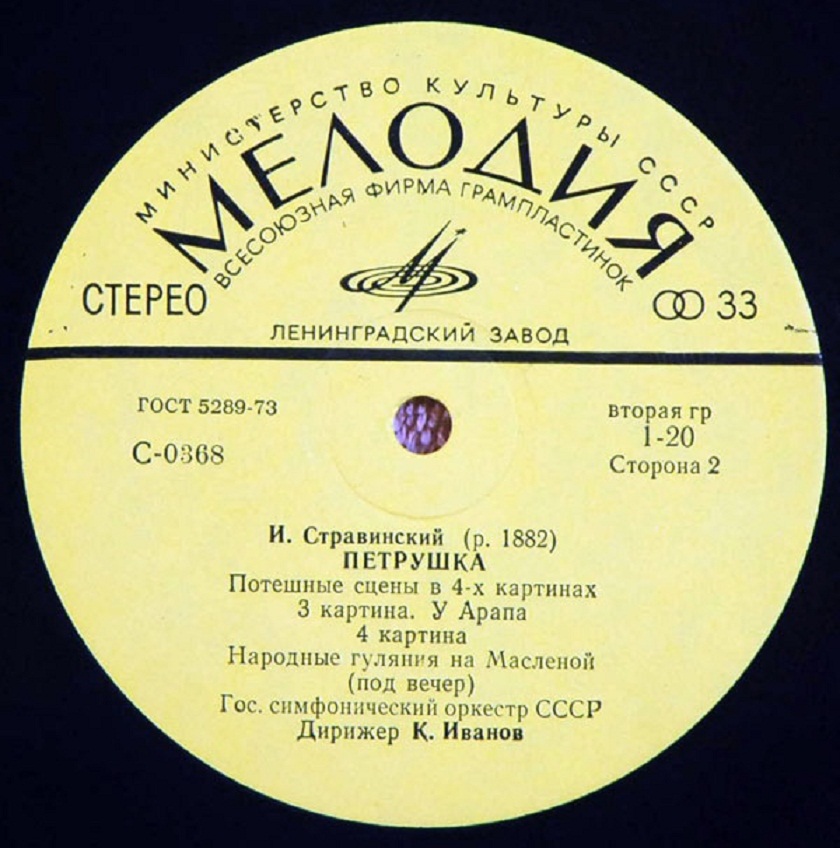 МИНИСТЕРСТВО КУЛЬТУРЫ СССР
МЕЛОДИЯ
ВСЕСОЮЗНАЯ ФИРМА ГРАМПЛАСТИНОК
СТЕРЕО
33
ЛЕНИНГРАДСКИЙ ЗАВОД
ГОСТ 5289-73
С-0368
вторая гр
1-20
Сторона 2
И. Стравинский (р. 1882)
ПЕТРУШКА
Потешные сцены в 4-х картинах
3 картина. У Арапа
4 картина
Народные гуляния на Масленой
(под вечер)
Гос. симфонический оркестр СССР
Дирижер К. Иванов